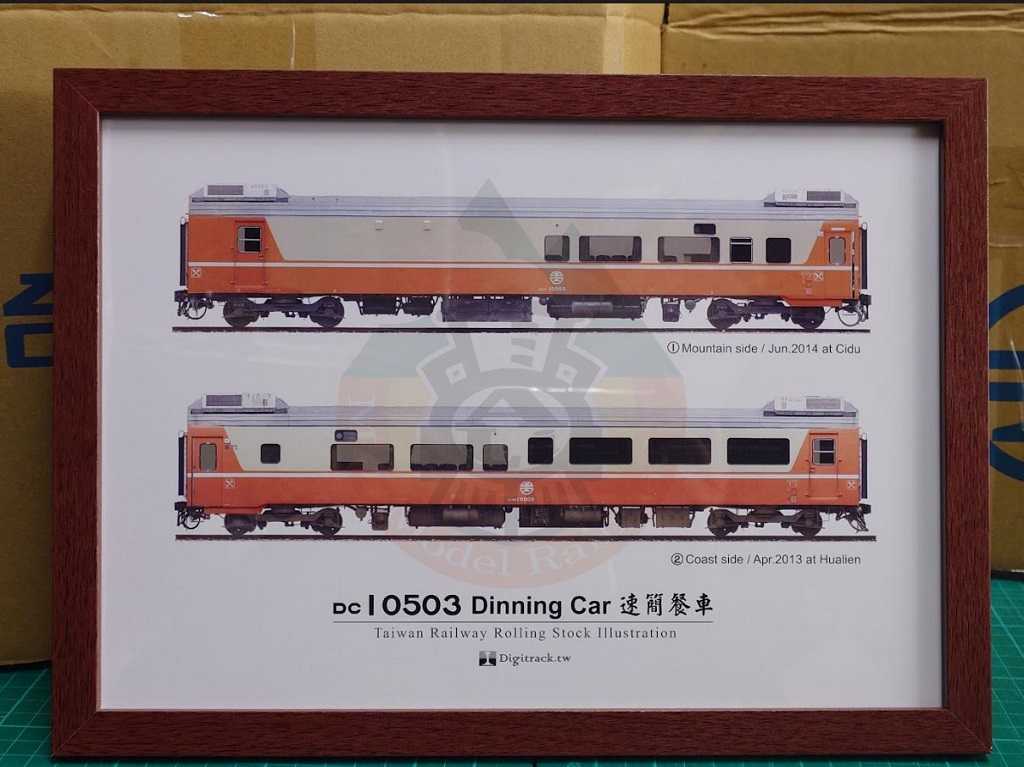 ① Mountain side / Jun.2014 at Cidu
② Coast side / Apr.2013 at Hualien
DC 10503 Dinning Car 速簡餐車
Taiwan Railway Rolling Stock Illustration
Digitrack.tw